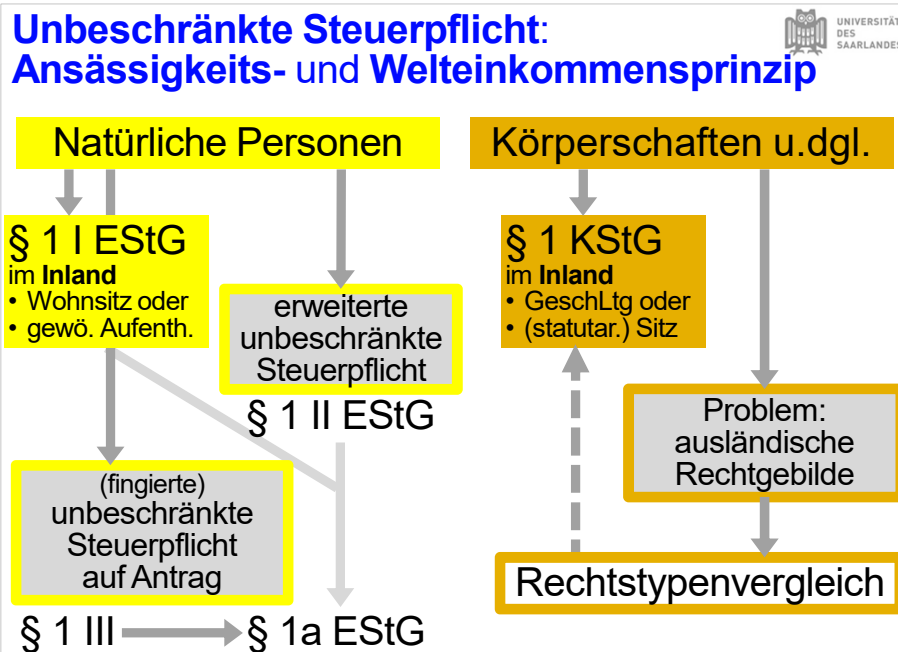 Unbeschränkte Steuerpflicht:
Ansässigkeits- und Welteinkommensprinzip
UNIVERSITÄT
DES
SAARLANDES
Natürliche Personen
§ 1 I EStG
im Inland
• Wohnsitz oder
• gewö. Aufenth.
erweiterte
unbeschränkte
Steuerpflicht
§ 1 II EStG
(fingierte)
unbeschränkte
Steuerpflicht
auf Antrag
§ 1 III
§ 1a EStG
Körperschaften u.dgl.
§ 1 KStG
im Inland
• GeschLtg oder
• (statutar.) Sitz
Problem:
ausländische
Rechtgebilde
Rechtstypenvergleich